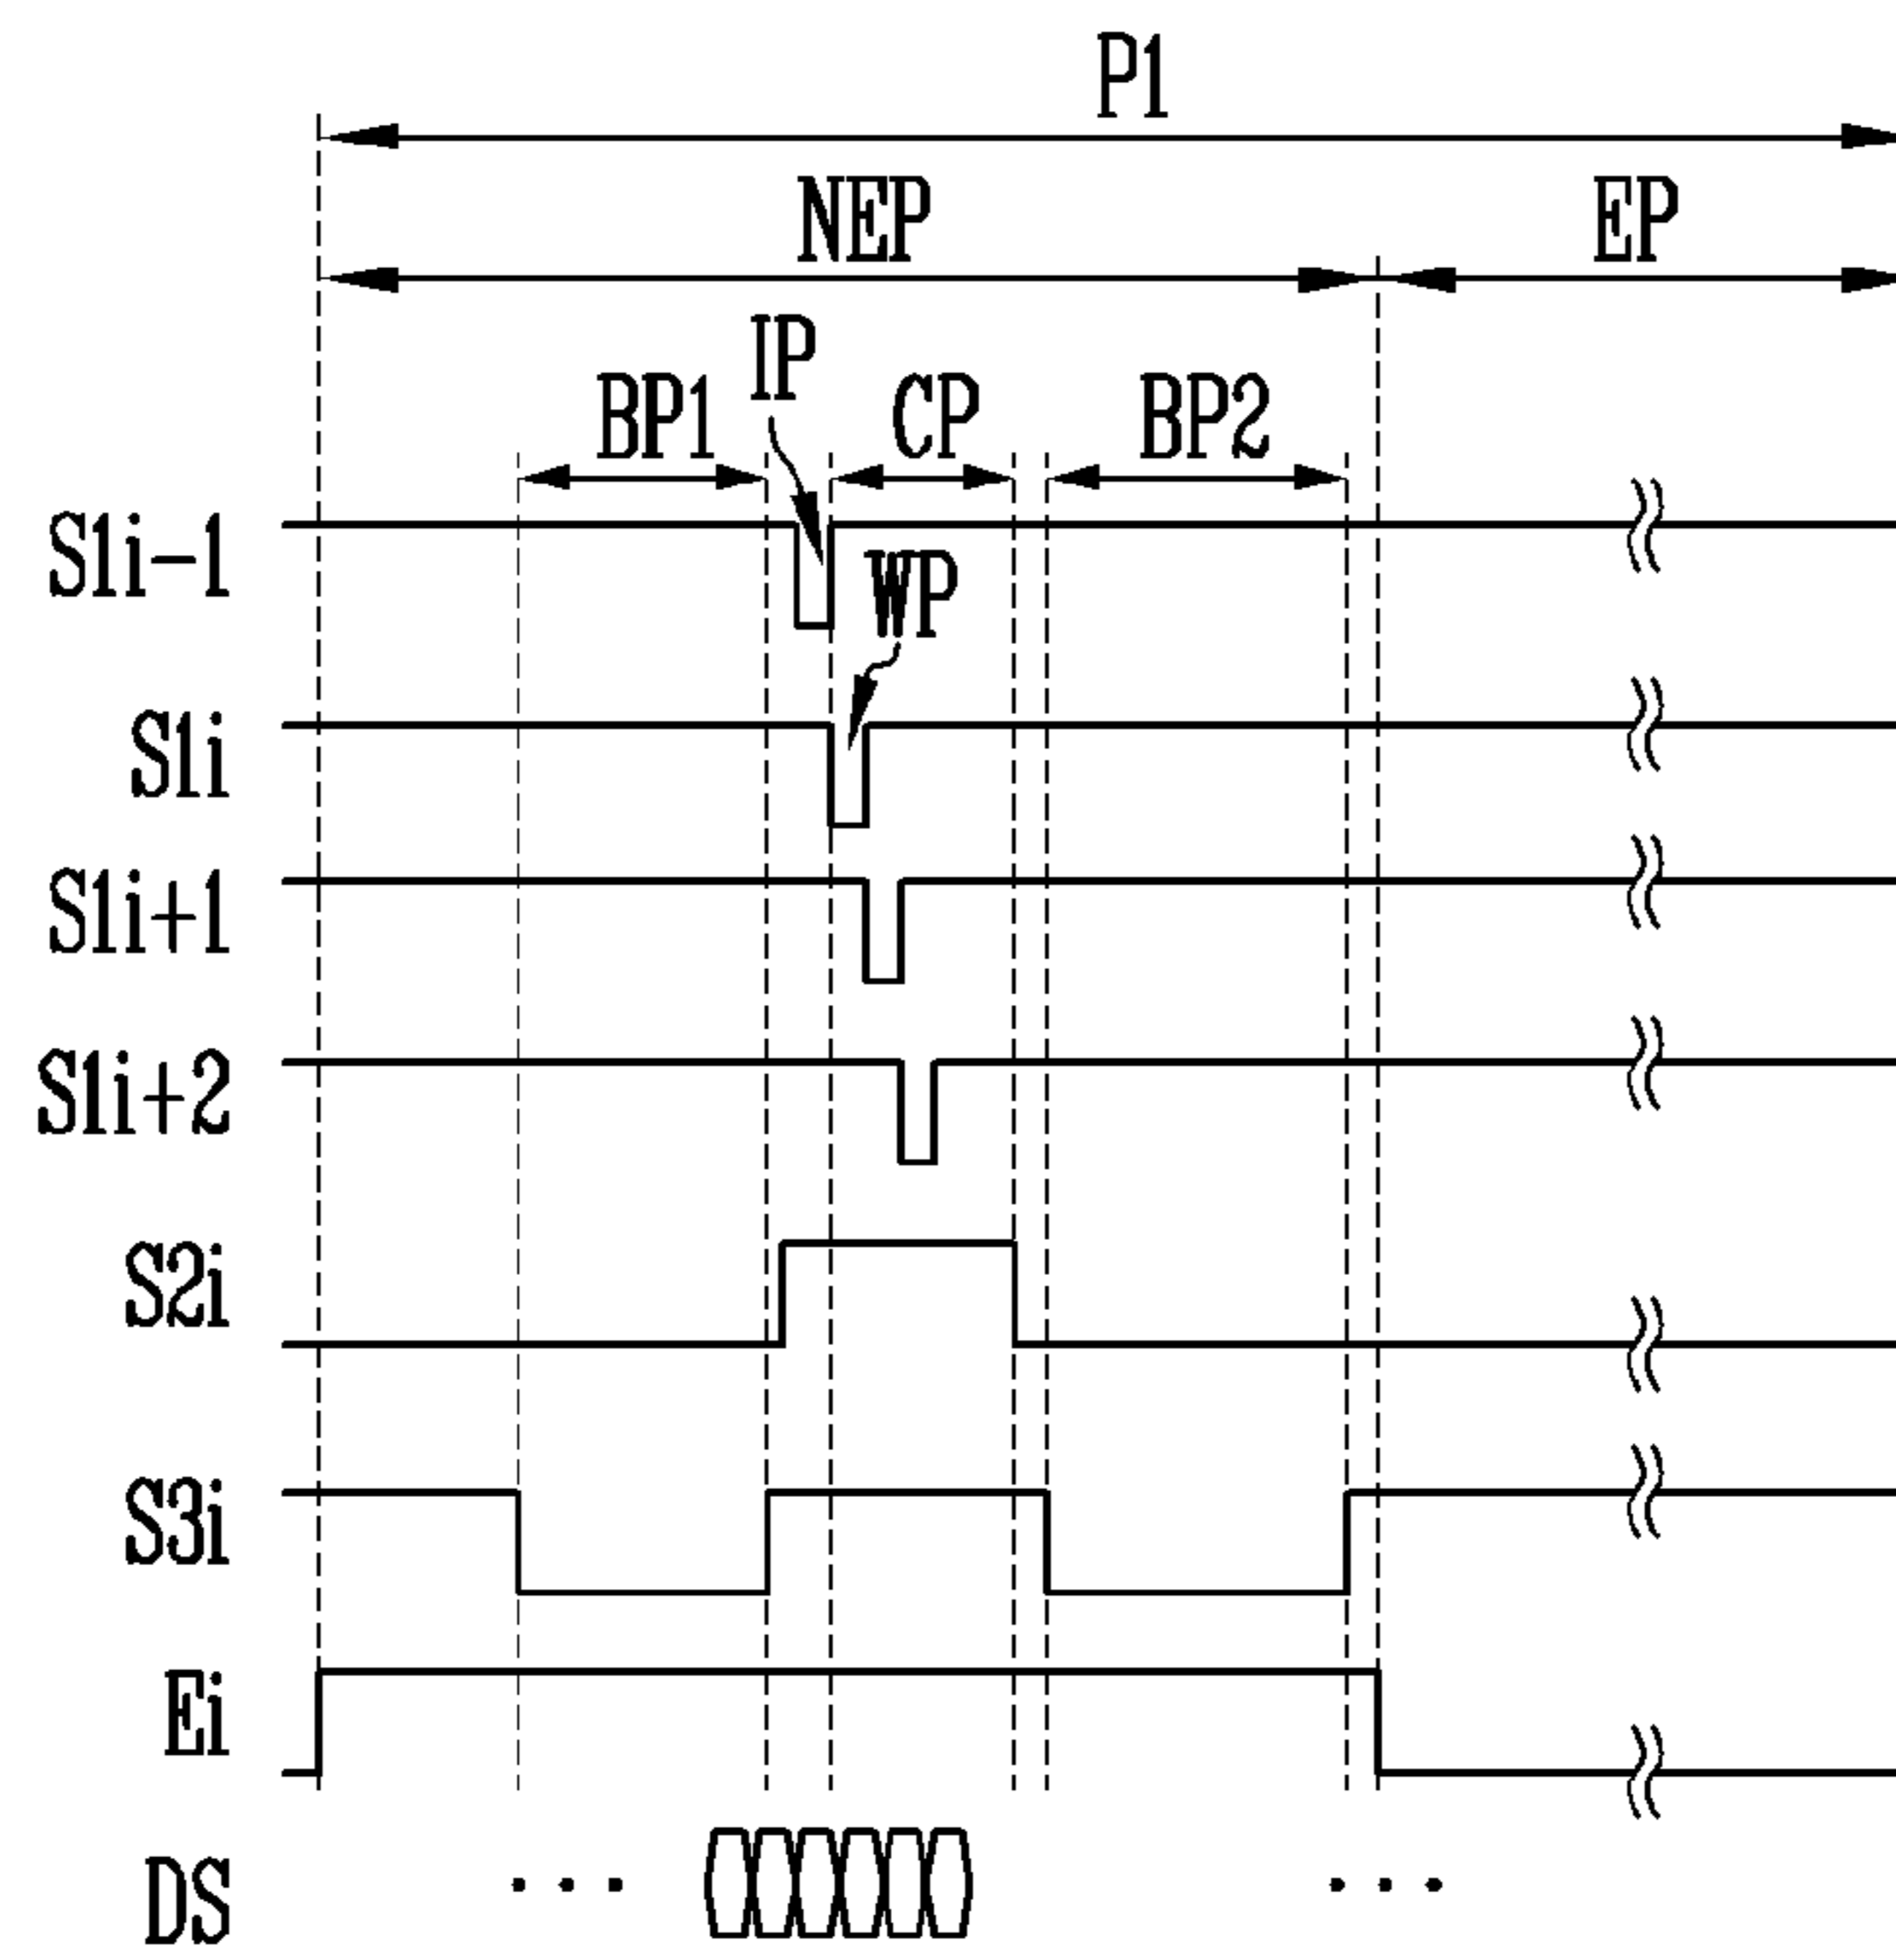 P1
NEP
EP
IP
BP1
CP
BP2
S1i-1
WP
S1i
S1i+1
S1i+2
S2i
S3i
Ei
DS